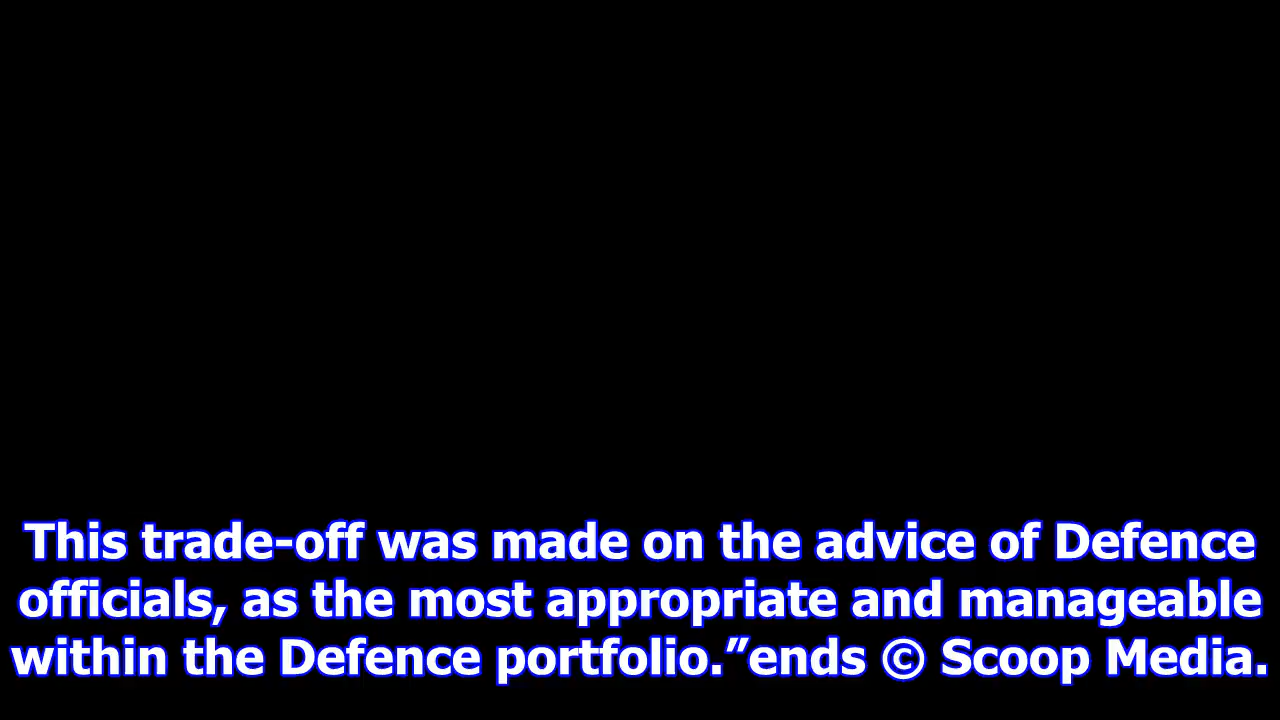 This trade-off was made on the advice of Defence
officials, as the most appropriate and manageable
within the Defence portfolio.”ends © Scoop Media.